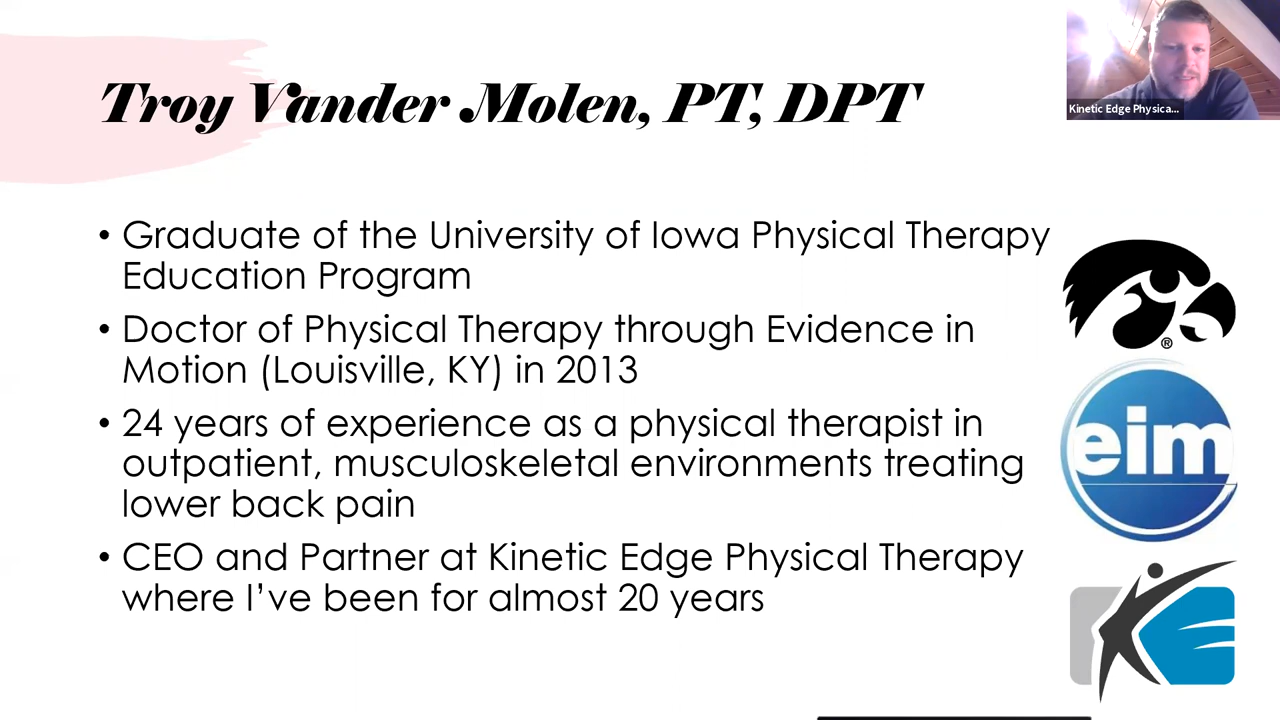 Troy Vander Molen, PT, DPT
Kinetic Edge Physica...
• Graduate of the University of Iowa Physical Therapy
Education Program
• Doctor of Physical Therapy through Evidence in
Motion (Louisville, KY) in 2013
• 24 years of experience as a physical therapist in
outpatient, musculoskeletal environments treating
lower back pain
• CEO and Partner at Kinetic Edge Physical Therapy
where I’ve been for almost 20 years
®
eim
KE